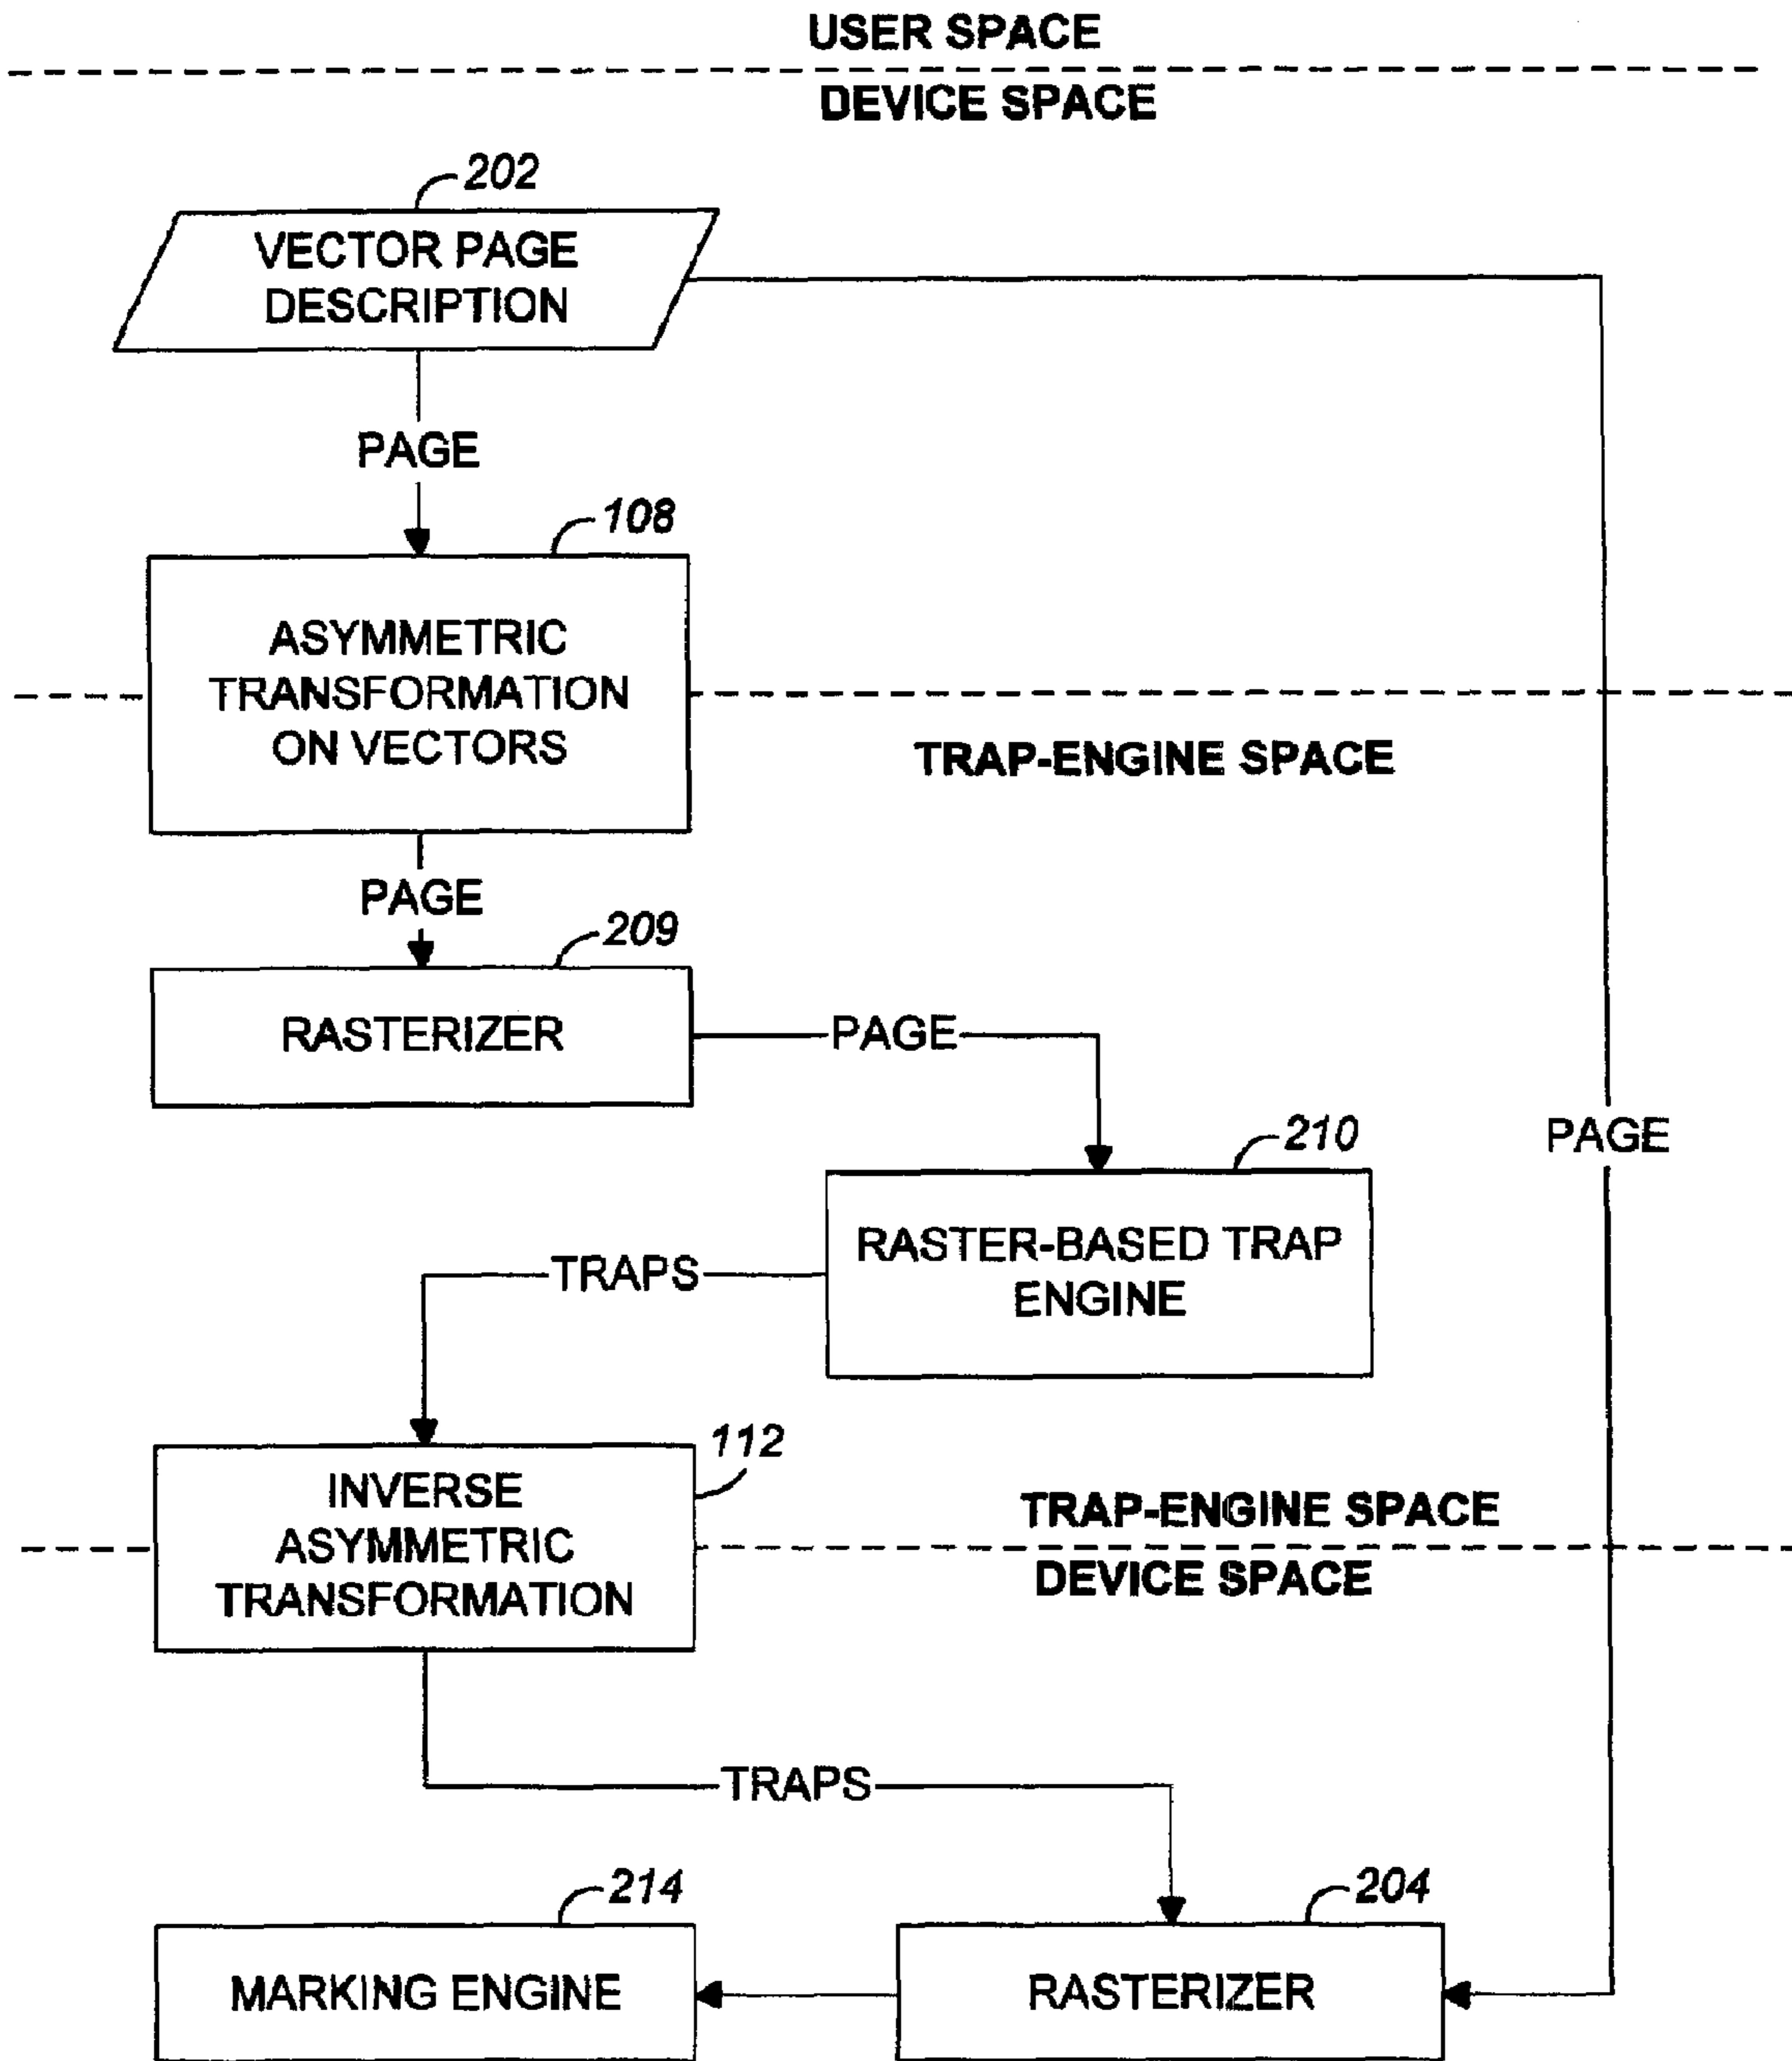 USER SPACE
DEVICE SPACE
202
VECTOR PAGE
DESCRIPTION
PAGE
108
ASYMMETRIC
TRANSFORMATION
ON VECTORS
TRAP-ENGINE SPACE
PAGE
209
RASTERIZER
PAGE
PAGE
210
RASTER-BASED TRAP
ENGINE
TRAPS
112
INVERSE
ASYMMETRIC
TRANSFORMATION
TRAP-ENGINE SPACE
DEVICE SPACE
TRAPS
214
MARKING ENGINE
204
RASTERIZER